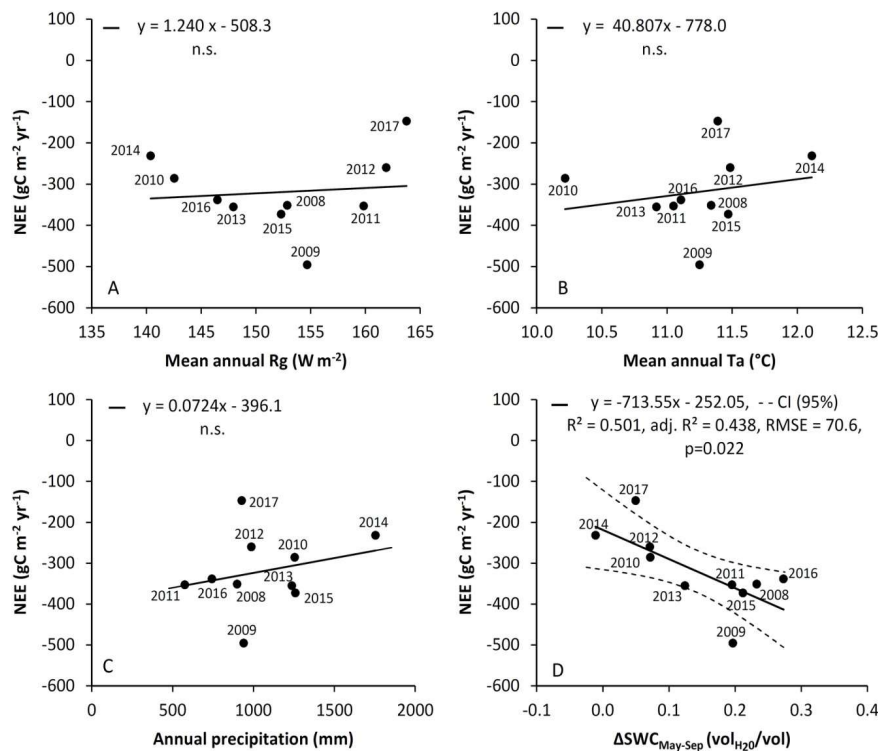 y = 1.240 x - 508.3
n.s.
100
0
-100
-200
-300
-400
-500
-600
NEE (gC m⁻² yr⁻¹)
2017
2014
2012
2010
2016
2013
2008
2015
2011
2009
A
135 140 145 150 155 160 165
Mean annual Rg (W m⁻²)
y = 40.807x - 778.0
n.s.
100
0
-100
-200
-300
-400
-500
-600
NEE (gC m⁻² yr⁻¹)
2017
2012
2014
2010
2016
2013
2011
2008
2015
2009
B
10.0 10.5 11.0 11.5 12.0 12.5
Mean annual Ta (°C)
y = 0.0724x - 396.1
n.s.
100
0
-100
-200
-300
-400
-500
-600
NEE (gC m⁻² yr⁻¹)
2017
2012
2010
2014
2013
2011
2016
2008
2015
2009
C
0 500 1000 1500 2000
Annual precipitation (mm)
y = -713.55x - 252.05, - - CI (95%)
R² = 0.501, adj. R² = 0.438, RMSE = 70.6,
p=0.022
100
0
-100
-200
-300
-400
-500
-600
NEE (gC m⁻² yr⁻¹)
2017
2014
2012
2010
2013
2011
2016
2008
2015
2009
D
-0.1 0.0 0.1 0.2 0.3 0.4
ΔSWC_May-Sep (vol_H20/vol)